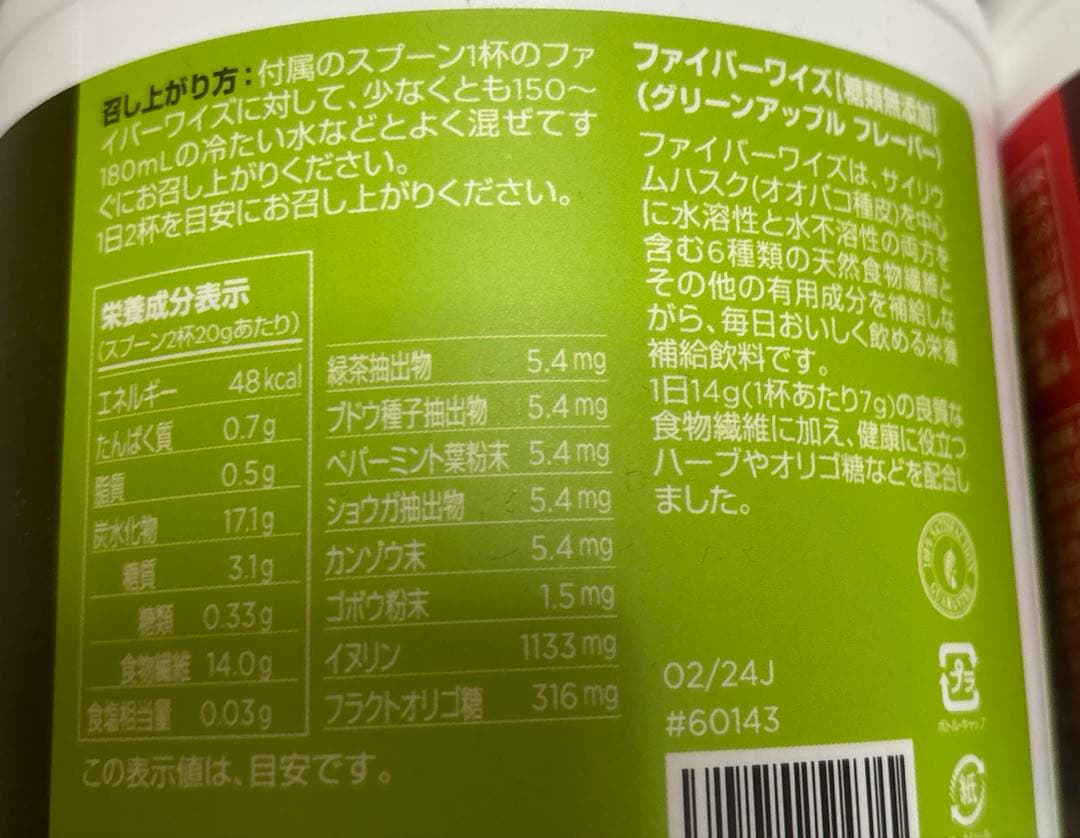 召し上がり方：付属のスプーン1杯のファ
イバーワイズに対して、少なくとも150〜
180mLの冷たい水などとよく混ぜてす
ぐにお召し上がりください。
1日2杯を目安にお召し上がりください。
栄養成分表示
(スプーン2杯20gあたり)
エネルギー 48kcal
たんぱく質 0.7g
脂質 0.5g
炭水化物 17.1g
糖質 3.1g
糖類 0.33g
食物繊維 14.0g
食塩相当量 0.03g
緑茶抽出物 5.4mg
ブドウ種子抽出物 5.4mg
ペパーミント葉粉末 5.4mg
ショウガ抽出物 5.4mg
カンゾウ末 5.4mg
ゴボウ粉末 1.5mg
イヌリン 1133mg
フラクトオリゴ糖 316mg
この表示値は、目安です。
ファイバーワイズ【糖類無添加】
(グリーンアップル フレーバー)
ファイバーワイズは、サイリウ
ムハスク(オオバコ種皮)を中心
に水溶性と水不溶性の両方を
含む6種類の天然食物繊維と
その他の有用成分を補給しな
がら、毎日おいしく飲める栄養
補給飲料です。
1日14g(1杯あたり7g)の良質な
食物繊維に加え、健康に役立つ
ハーブやオリゴ糖などを配合し
ました。
プラ
ボトル・キャップ
02/24J
#60143
紙